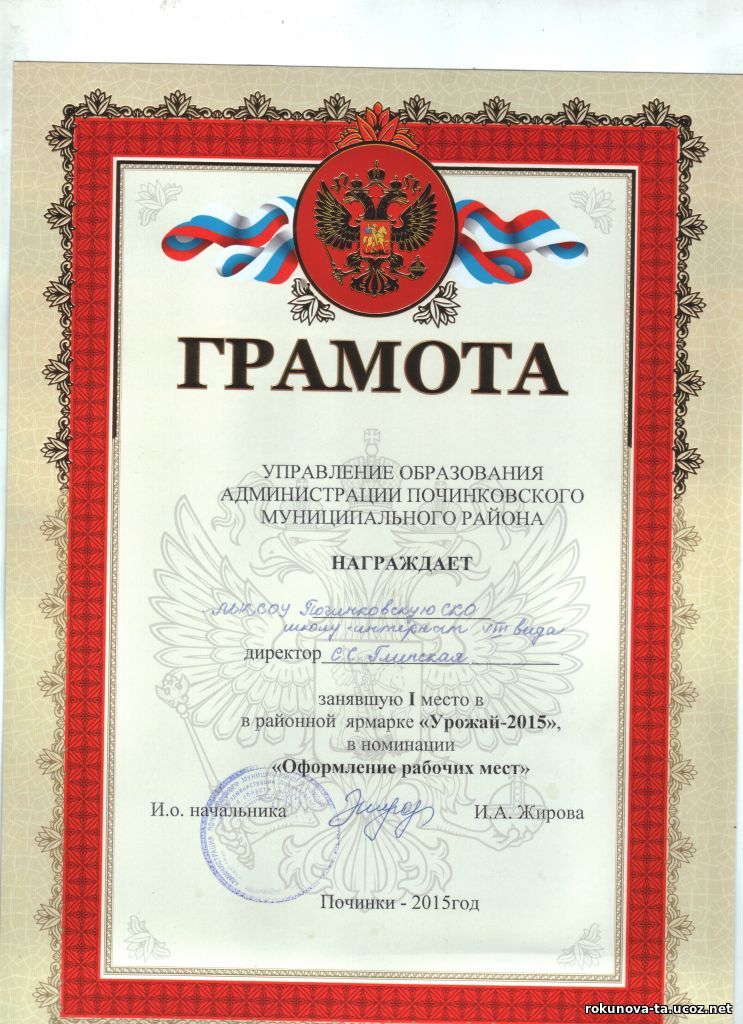 ГРАМОТА
УПРАВЛЕНИЕ ОБРАЗОВАНИЯ
АДМИНИСТРАЦИИ ПОЧИНКОВСКОГО
МУНИЦИПАЛЬНОГО РАЙОНА
НАГРАЖДАЕТ
МКСОУ Починковскую СКО
школу-интернат VIII вида
директор С.С. Глинская
занявшую I место в
в районной ярмарке «Урожай-2015»,
в номинации
«Оформление рабочих мест»
И.о. начальника И.А. Жирова
Починки - 2015год
rokunova-ta.ucoz.net